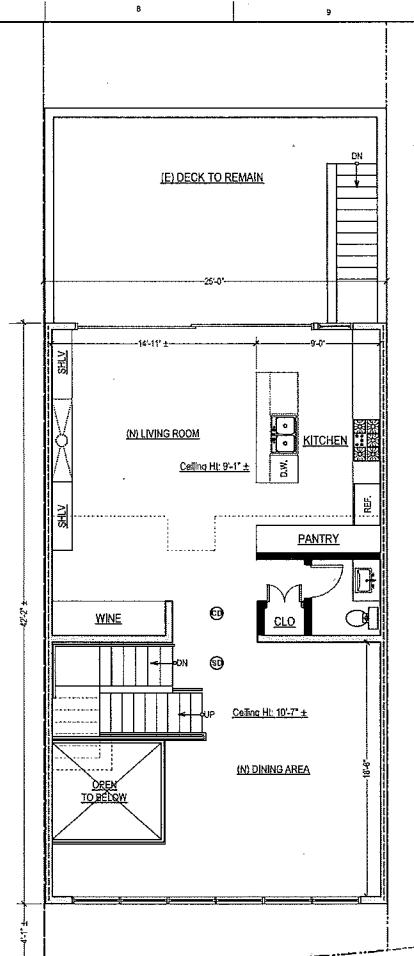 8
9
DN
(E) DECK TO REMAIN
25'-0"
14'-11" ±
9'-0"
SHLV
(N) LIVING ROOM
KITCHEN
Ceiling Ht: 9'-1" ±
D.W.
REF.
SHLV
PANTRY
42'-2" ±
WINE
CD
CLO
DN
SD
UP
Ceiling Ht: 10'-7" ±
(N) DINING AREA
OPEN
TO BELOW
18'-6"
4'-1" ±